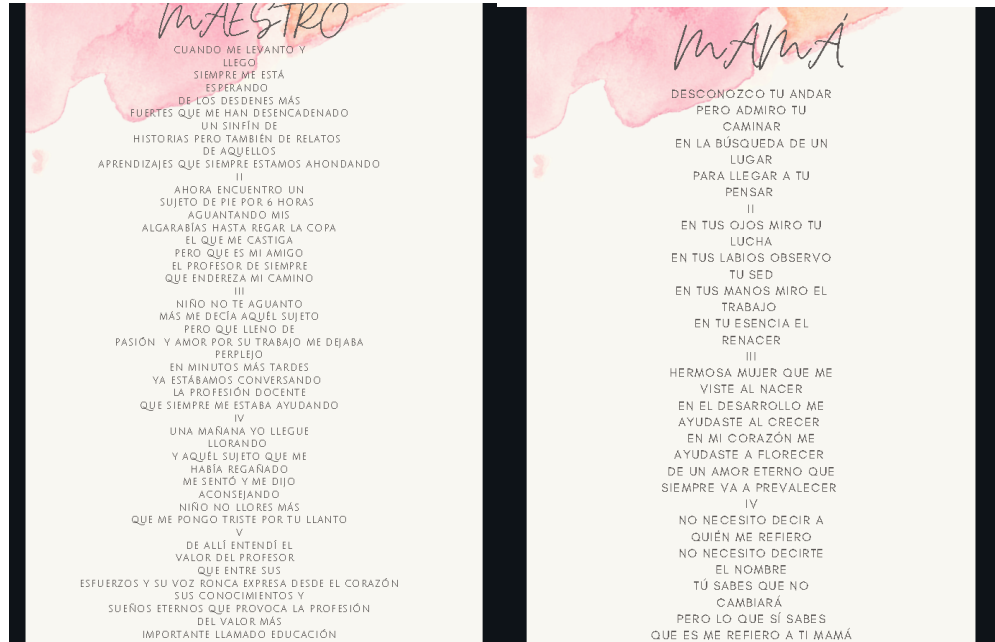 MAESTRO
CUANDO ME LEVANTO Y
LLEGO
SIEMPRE ME ESTÁ
ESPERANDO
DE LOS DESDENES MÁS
FUERTES QUE ME HAN DESENCADENADO
UN SINFÍN DE
HISTORIAS PERO TAMBIÉN DE RELATOS
DE AQUELLOS
APRENDIZAJES QUE SIEMPRE ESTAMOS AHONDANDO
II
AHORA ENCUENTRO UN
SUJETO DE PIE POR 6 HORAS
AGUANTANDO MIS
ALGARABÍAS HASTA REGAR LA COPA
EL QUE ME CASTIGA
PERO QUE ES MI AMIGO
EL PROFESOR DE SIEMPRE
QUE ENDEREZA MI CAMINO
III
NIÑO NO TE AGUANTO
MÁS ME DECÍA AQUÉL SUJETO
PERO QUE LLENO DE
PASIÓN Y AMOR POR SU TRABAJO ME DEJABA
PERPLEJO
EN MINUTOS MÁS TARDES
YA ESTÁBAMOS CONVERSANDO
LA PROFESIÓN DOCENTE
QUE SIEMPRE ME ESTABA AYUDANDO
IV
UNA MAÑANA YO LLEGUE
LLORANDO
Y AQUÉL SUJETO QUE ME
HABÍA REGAÑADO
ME SENTÓ Y ME DIJO
ACONSEJANDO
NIÑO NO LLORES MÁS
QUE ME PONGO TRISTE POR TU LLANTO
V
DE ALLÍ ENTENDÍ EL
VALOR DEL PROFESOR
QUE ENTRE SUS
ESFUERZOS Y SU VOZ RONCA EXPRESA DESDE EL CORAZÓN
SUS CONOCIMIENTOS Y
SUEÑOS ETERNOS QUE PROVOCA LA PROFESIÓN
DEL VALOR MÁS
IMPORTANTE LLAMADO EDUCACIÓN
MAMÁ
DESCONOZCO TU ANDAR
PERO ADMIRO TU
CAMINAR
EN LA BÚSQUEDA DE UN
LUGAR
PARA LLEGAR A TU
PENSAR
II
EN TUS OJOS MIRO TU
LUCHA
EN TUS LABIOS OBSERVO
TU SED
EN TUS MANOS MIRO EL
TRABAJO
EN TU ESENCIA EL
RENACER
III
HERMOSA MUJER QUE ME
VISTE AL NACER
EN EL DESARROLLO ME
AYUDASTE AL CRECER
EN MI CORAZÓN ME
AYUDASTE A FLORECER
DE UN AMOR ETERNO QUE
SIEMPRE VA A PREVALECER
IV
NO NECESITO DECIR A
QUIÉN ME REFIERO
NO NECESITO DECIRTE
EL NOMBRE
TÚ SABES QUE NO
CAMBIARÁ
PERO LO QUE SÍ SABES
QUE ES ME REFIERO A TI MAMÁ